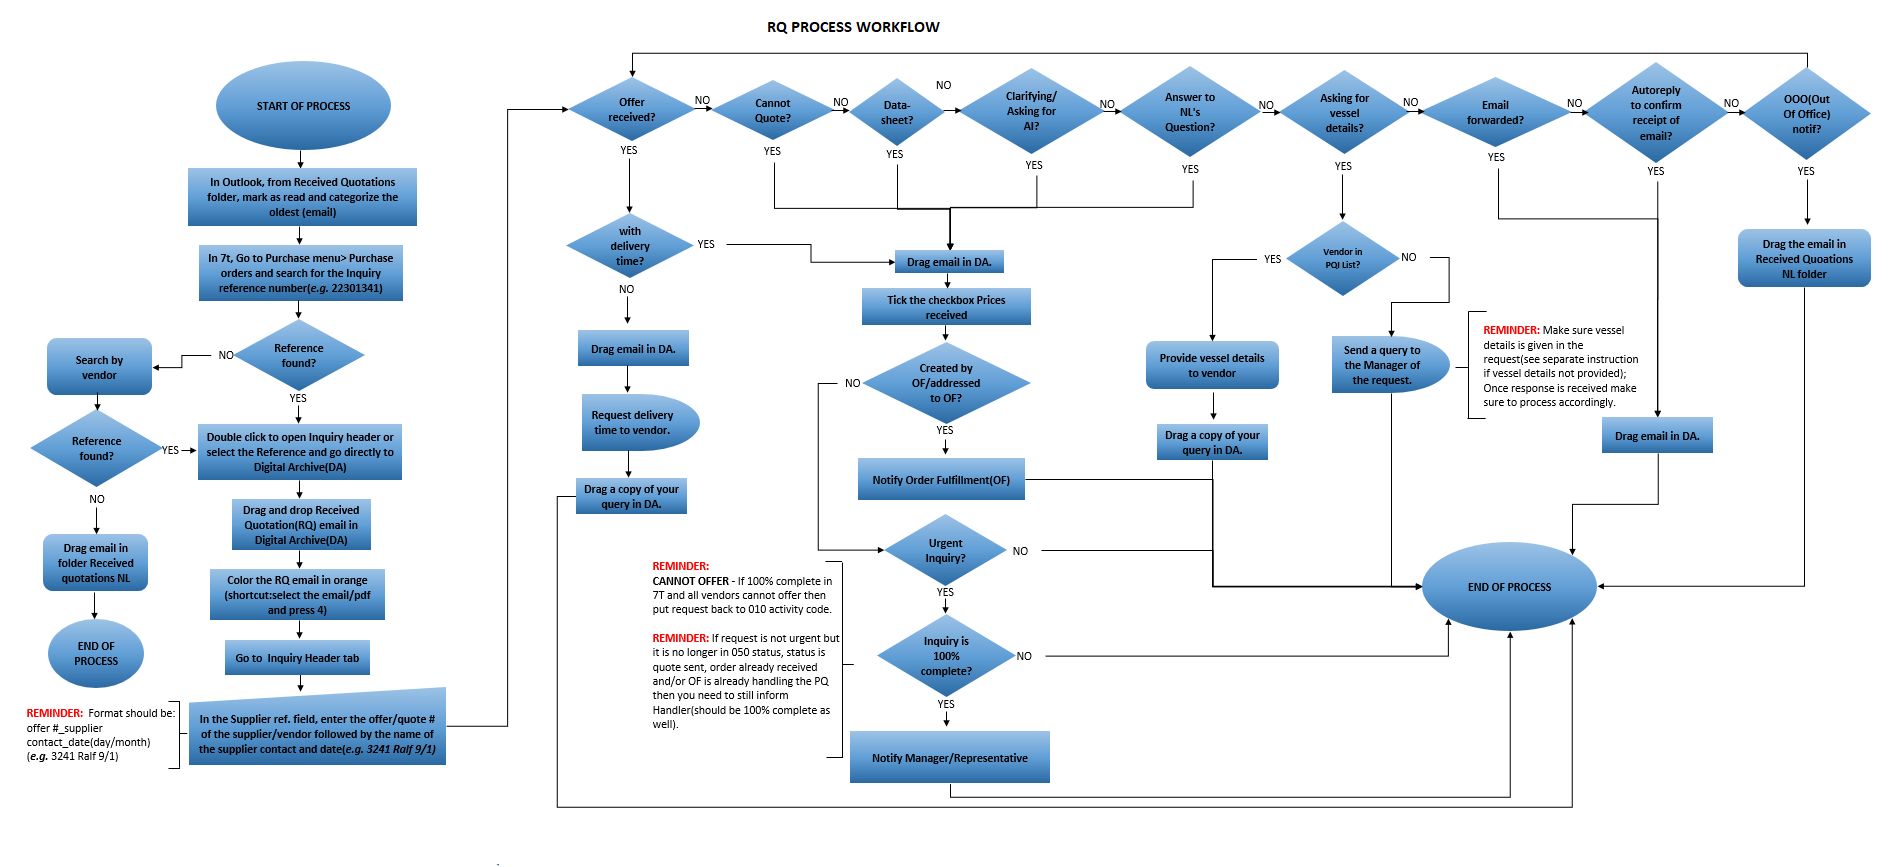 RQ PROCESS WORKFLOW
START OF PROCESS
In Outlook, from Received Quotations
folder, mark as read and categorize the
oldest (email)
In 7t, Go to Purchase menu> Purchase
orders and search for the Inquiry
reference number(e.g. 22301341)
Reference
found?
NO
YES
Search by
vendor
Reference
found?
YES
NO
Drag email in
folder Received
quotations NL
END OF
PROCESS
Double click to open Inquiry header or
select the Reference and go directly to
Digital Archive(DA)
Drag and drop Received
Quotation(RQ) email in
Digital Archive(DA)
Color the RQ email in orange
(shortcut:select the email/pdf
and press 4)
Go to  Inquiry Header tab
REMINDER:  Format should be:
offer #_supplier
contact_date(day/month)
(e.g. 3241 Ralf 9/1)
In the Supplier ref. field, enter the offer/quote #
of the supplier/vendor followed by the name of
the supplier contact and date(e.g. 3241 Ralf 9/1)
Offer
received?
NO
YES
Cannot
Quote?
NO
YES
Data-
sheet?
NO
YES
Clarifying/
Asking for
AI?
NO
YES
Answer to
NL's
Question?
NO
YES
Asking for
vessel
details?
NO
YES
Email
forwarded?
NO
YES
Autoreply
to confirm
receipt of
email?
NO
YES
OOO(Out
Of Office)
notif?
YES
with
delivery
time?
YES
NO
Drag email in DA.
Request delivery
time to vendor.
Drag a copy of your
query in DA.
Drag email in DA.
Tick the checkbox Prices
received
Created by
OF/addressed
to OF?
NO
YES
Notify Order Fulfillment(OF)
Urgent
Inquiry?
NO
YES
Inquiry is
100%
complete?
NO
YES
Notify Manager/Representative
REMINDER:
CANNOT OFFER - If 100% complete in
7T and all vendors cannot offer then
put request back to 010 activity code.
REMINDER: If request is not urgent but
it is no longer in 050 status, status is
quote sent, order already received
and/or OF is already handling the PQ
then you need to still inform
Handler(should be 100% complete as
well).
Vendor in
PQI List?
YES
NO
Provide vessel details
to vendor
Drag a copy of your
query in DA.
Send a query to
the Manager of
the request.
REMINDER: Make sure vessel
details is given in the
request(see separate instruction
if vessel details not provided);
Once response is received make
sure to process accordingly.
Drag email in DA.
Drag the email in
Received Quoations
NL folder
END OF PROCESS